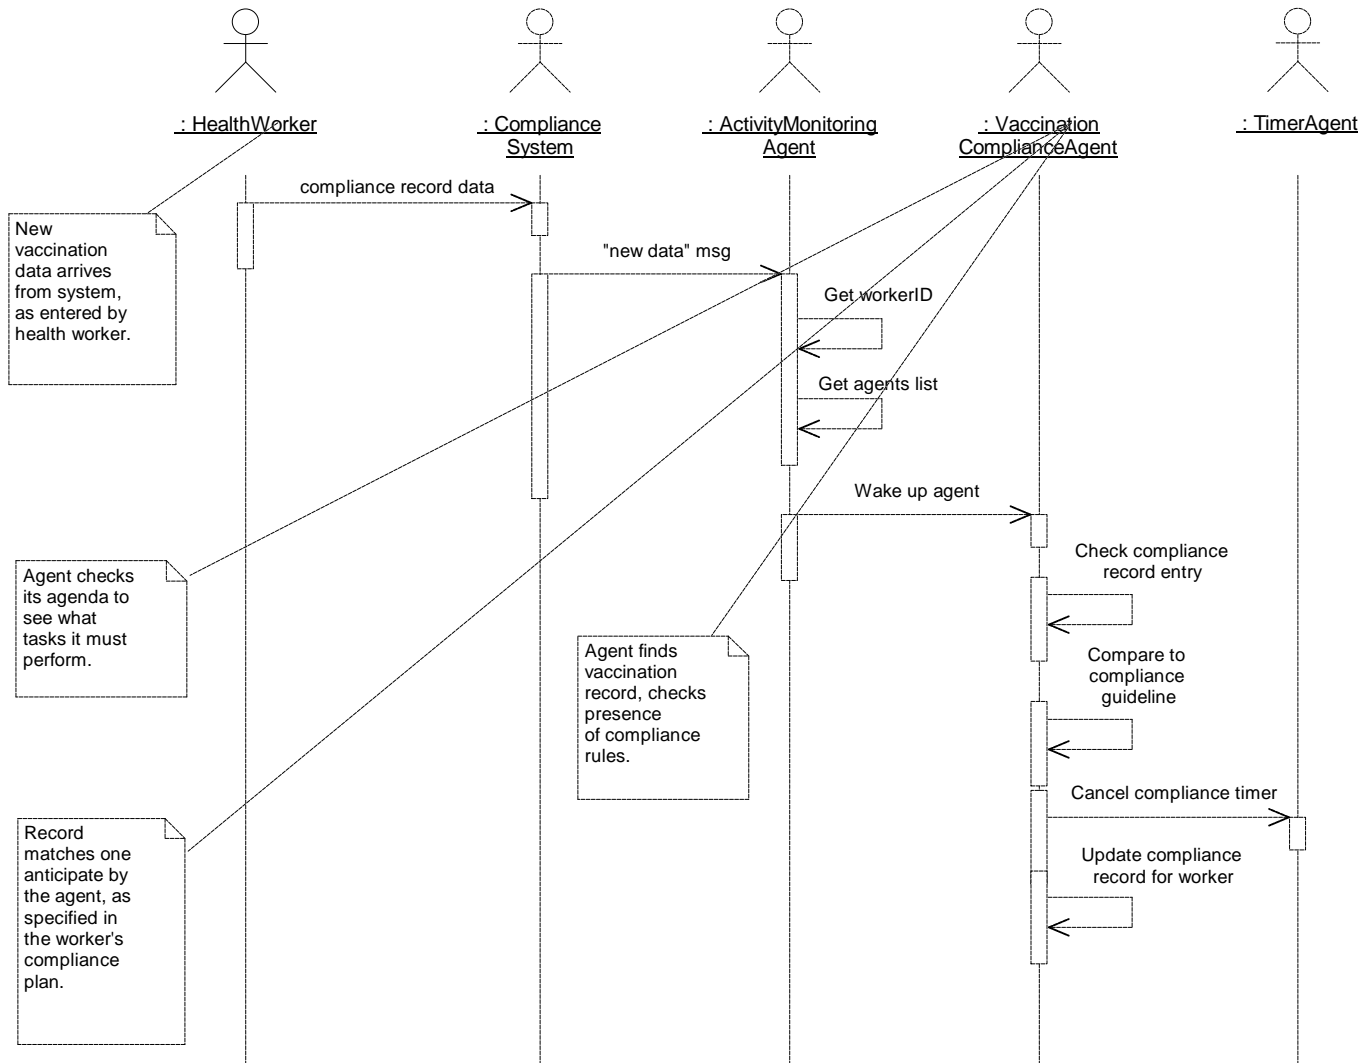 : HealthWorker
: Compliance
System
: ActivityMonitoring
Agent
: Vaccination
ComplianceAgent
: TimerAgent
compliance record data
New
vaccination
data arrives
from system,
as entered by
health worker.
"new data" msg
Get workerID
Get agents list
Wake up agent
Agent checks
its agenda to
see what
tasks it must
perform.
Check compliance
record entry
Agent finds
vaccination
record, checks
presence
of compliance
rules.
Compare to
compliance
guideline
Cancel compliance timer
Record
matches one
anticipate by
the agent, as
specified in
the worker's
compliance
plan.
Update compliance
record for worker